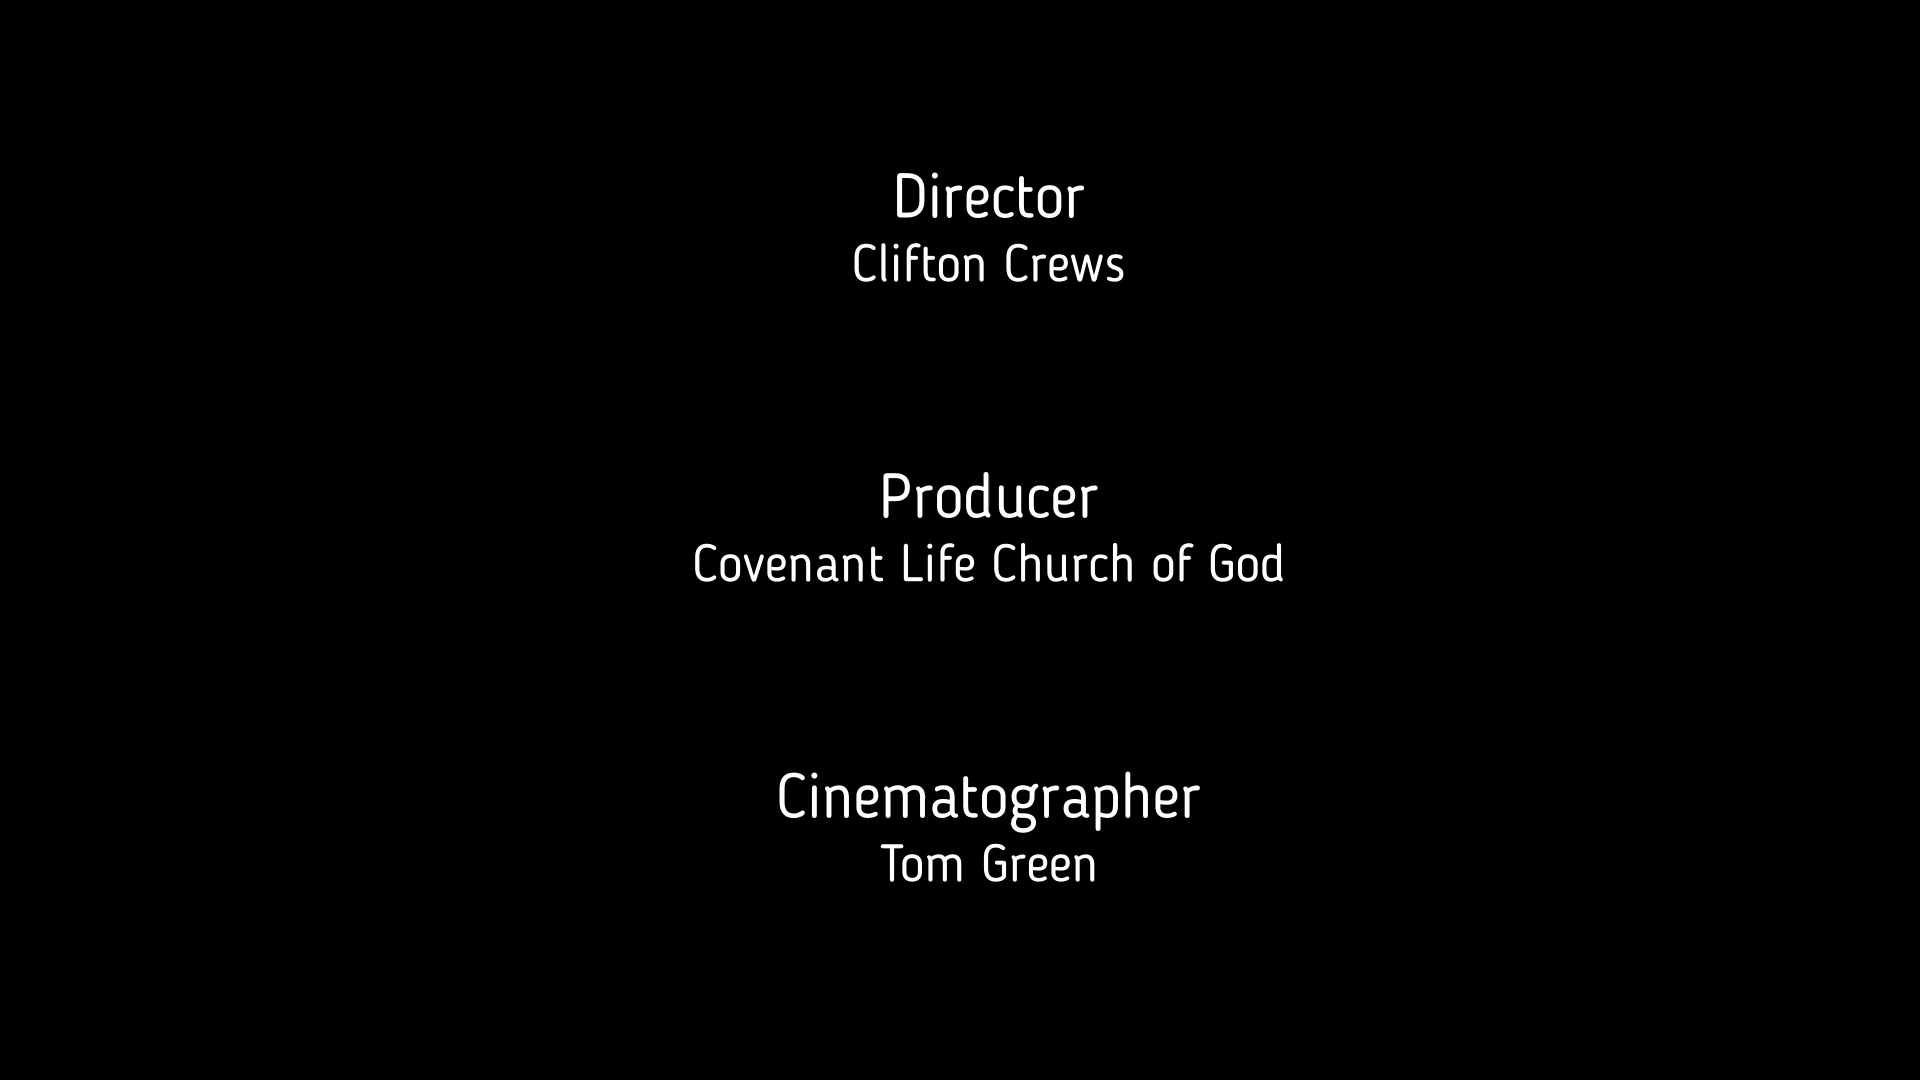 Director
Clifton Crews
Producer
Covenant Life Church of God
Cinematographer
Tom Green